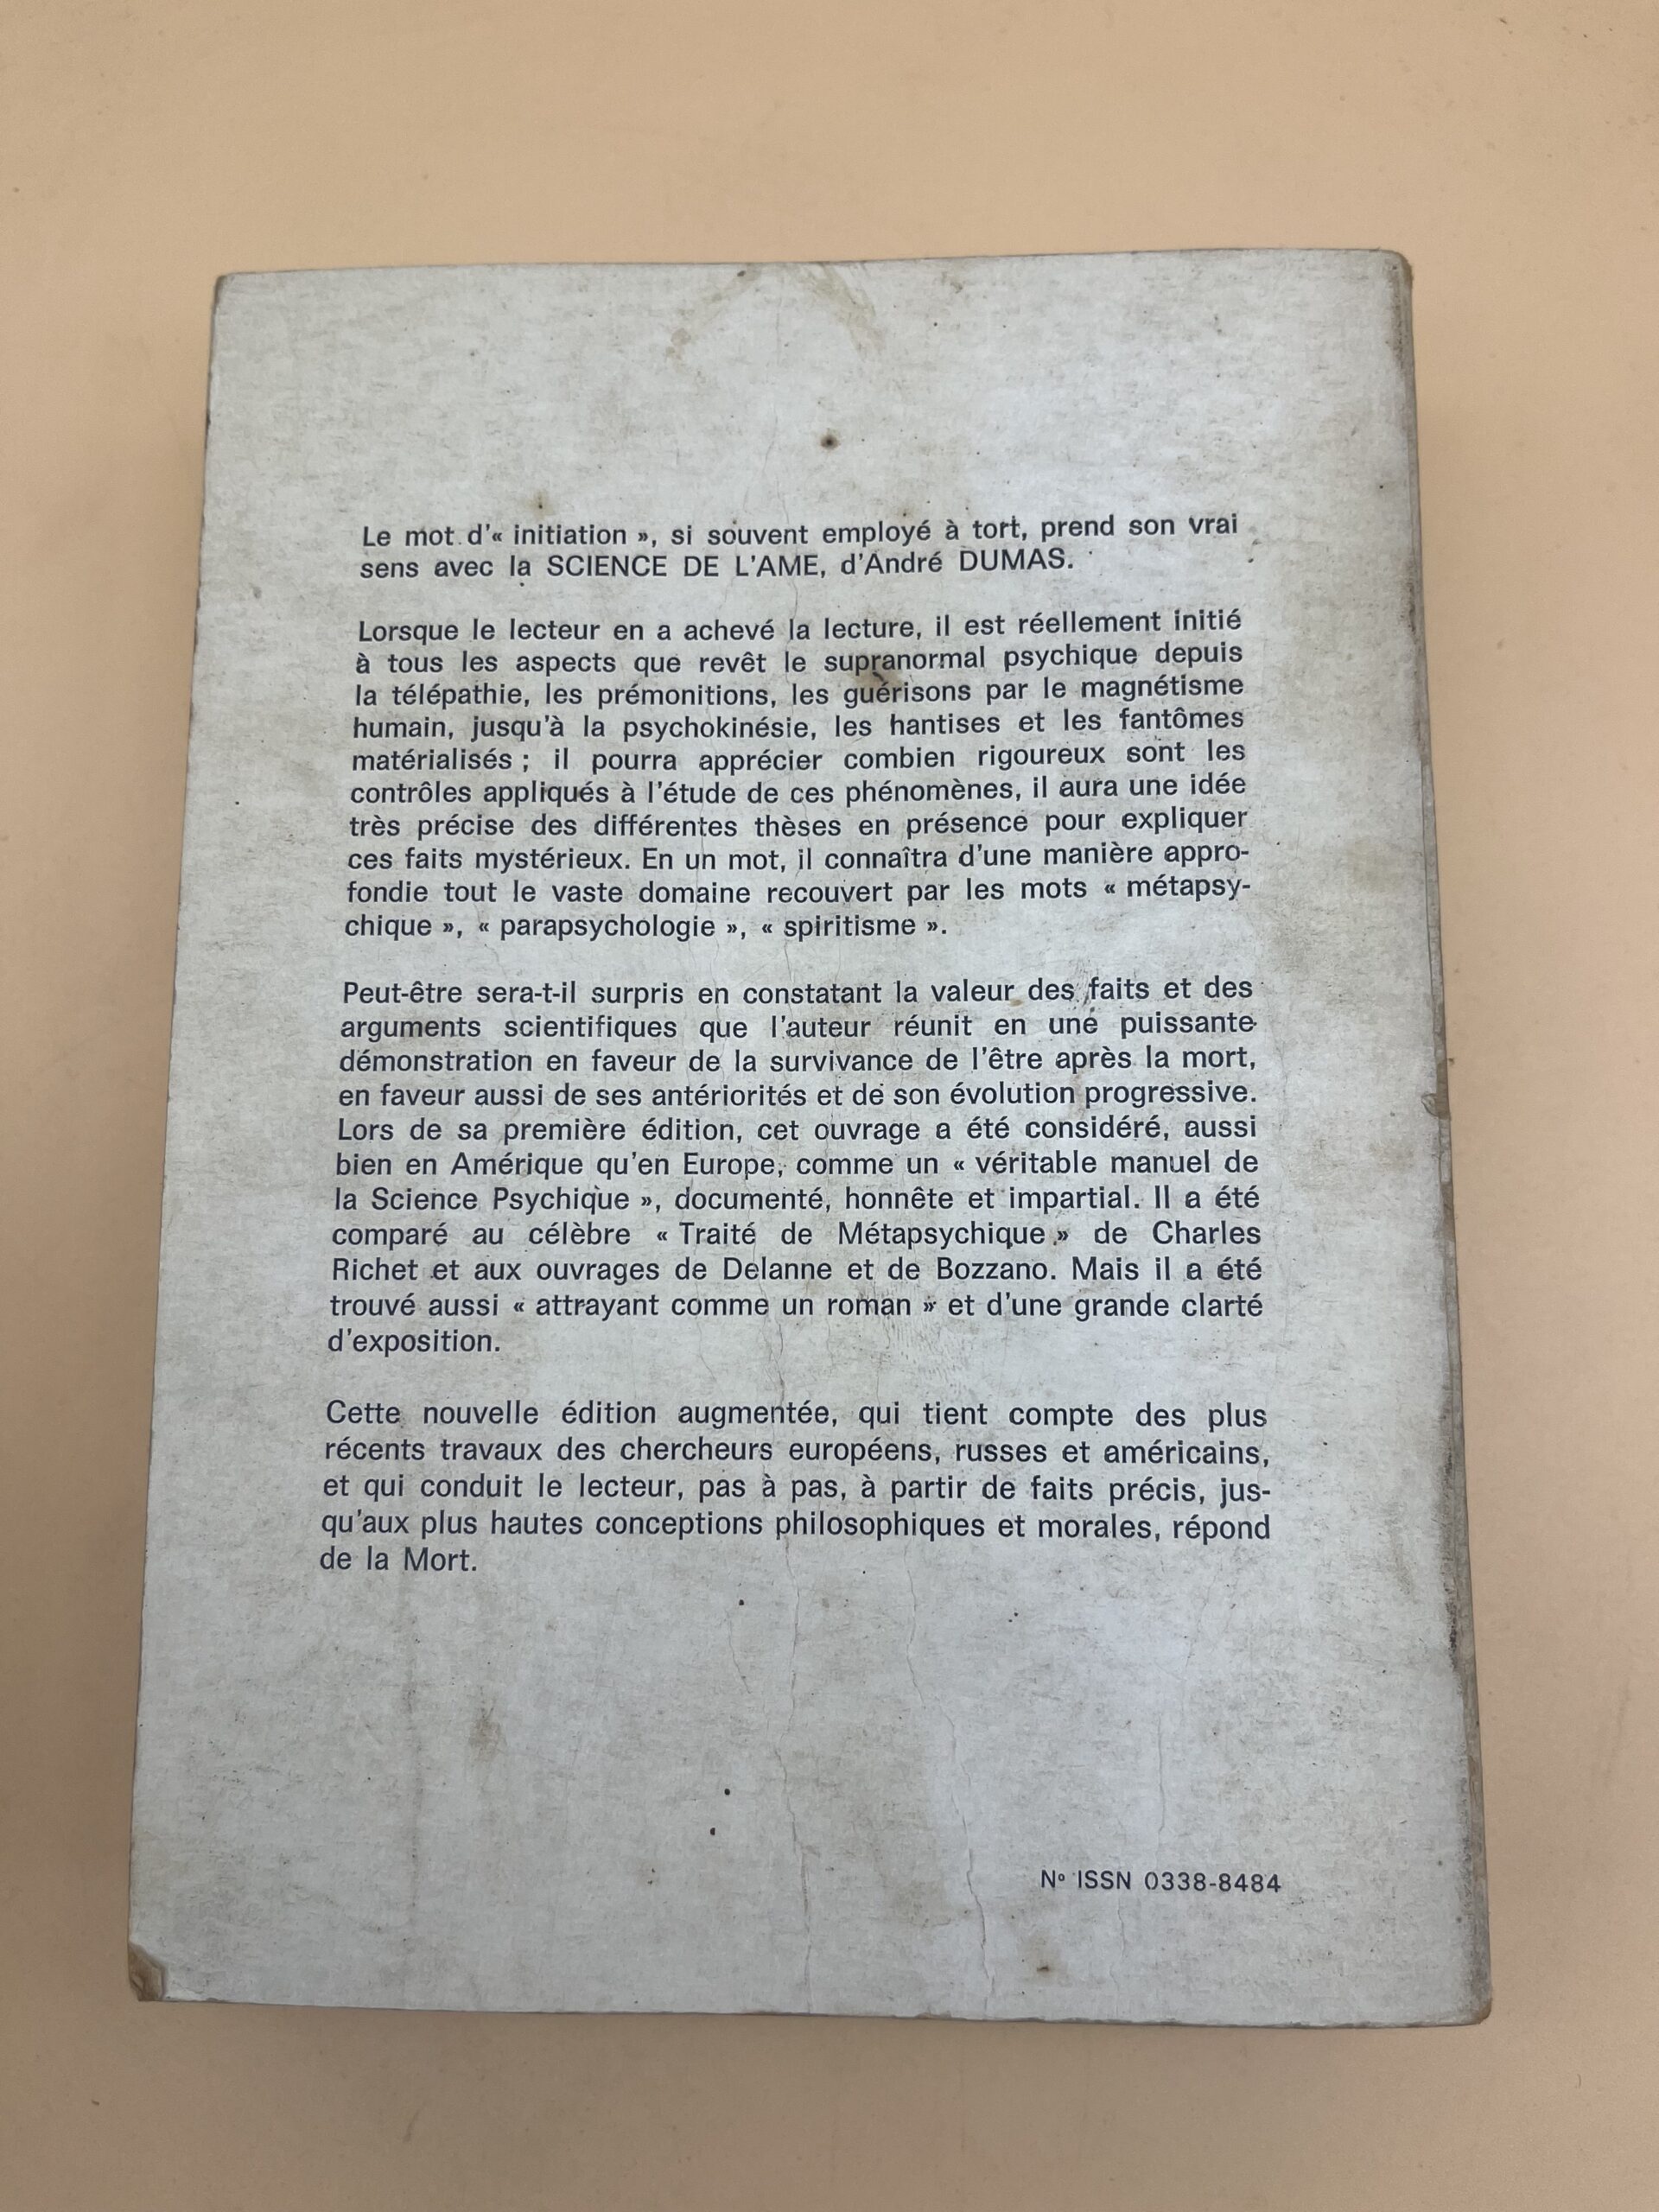 Le mot d'« initiation », si souvent employé à tort, prend son vrai
sens avec la SCIENCE DE L'AME, d'André DUMAS.
Lorsque le lecteur en a achevé la lecture, il est réellement initié
à tous les aspects que revêt le supranormal psychique depuis
la télépathie, les prémonitions, les guérisons par le magnétisme
humain, jusqu'à la psychokinésie, les hantises et les fantômes
matérialisés ; il pourra apprécier combien rigoureux sont les
contrôles appliqués à l'étude de ces phénomènes, il aura une idée
très précise des différentes thèses en présence pour expliquer
ces faits mystérieux. En un mot, il connaîtra d'une manière appro-
fondie tout le vaste domaine recouvert par les mots « métapsy-
chique », « parapsychologie », « spiritisme ».
Peut-être sera-t-il surpris en constatant la valeur des faits et des
arguments scientifiques que l'auteur réunit en une puissante
démonstration en faveur de la survivance de l'être après la mort,
en faveur aussi de ses antériorités et de son évolution progressive.
Lors de sa première édition, cet ouvrage a été considéré, aussi
bien en Amérique qu'en Europe, comme un « véritable manuel de
la Science Psychique », documenté, honnête et impartial. Il a été
comparé au célèbre « Traité de Métapsychique » de Charles
Richet et aux ouvrages de Delanne et de Bozzano. Mais il a été
trouvé aussi « attrayant comme un roman » et d'une grande clarté
d'exposition.
Cette nouvelle édition augmentée, qui tient compte des plus
récents travaux des chercheurs européens, russes et américains,
et qui conduit le lecteur, pas à pas, à partir de faits précis, jus-
qu'aux plus hautes conceptions philosophiques et morales, répond
de la Mort.
N° ISSN 0338-8484